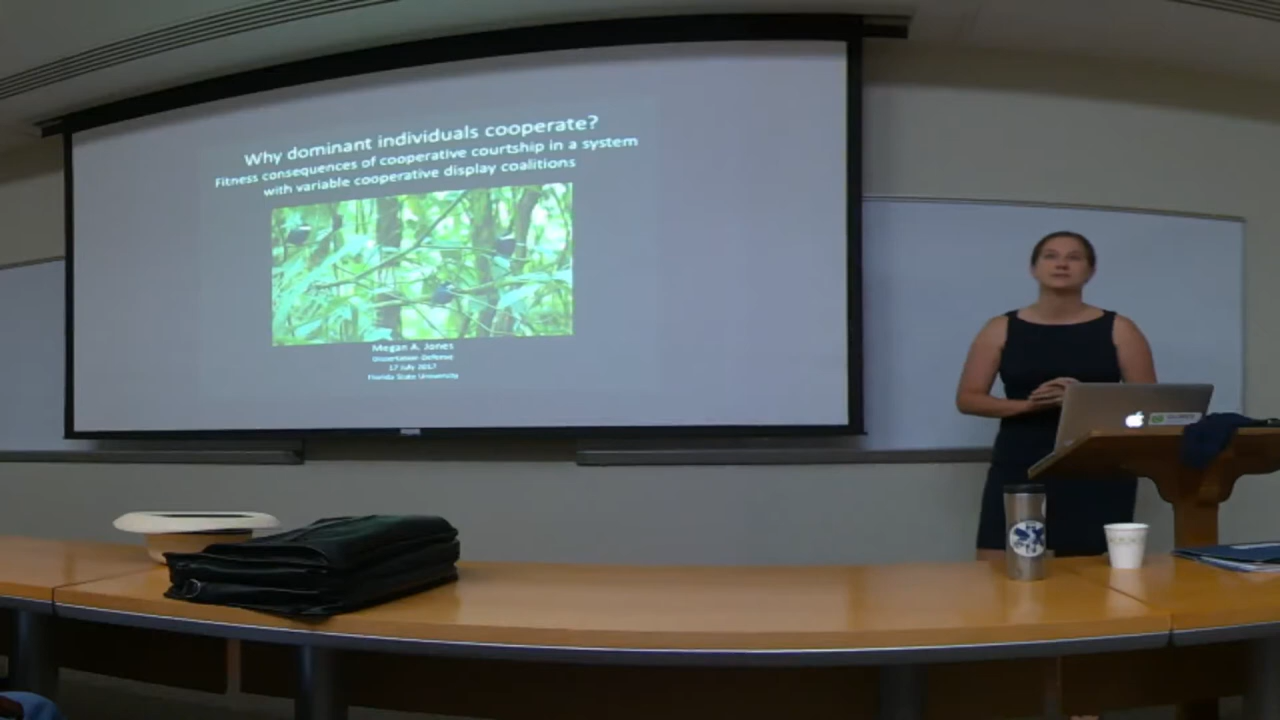 Why dominant individuals cooperate?
Fitness consequences of cooperative courtship in a system
with variable cooperative display coalitions
Megan A. Jones
Dissertation Defense
17 July 2017
Florida State University